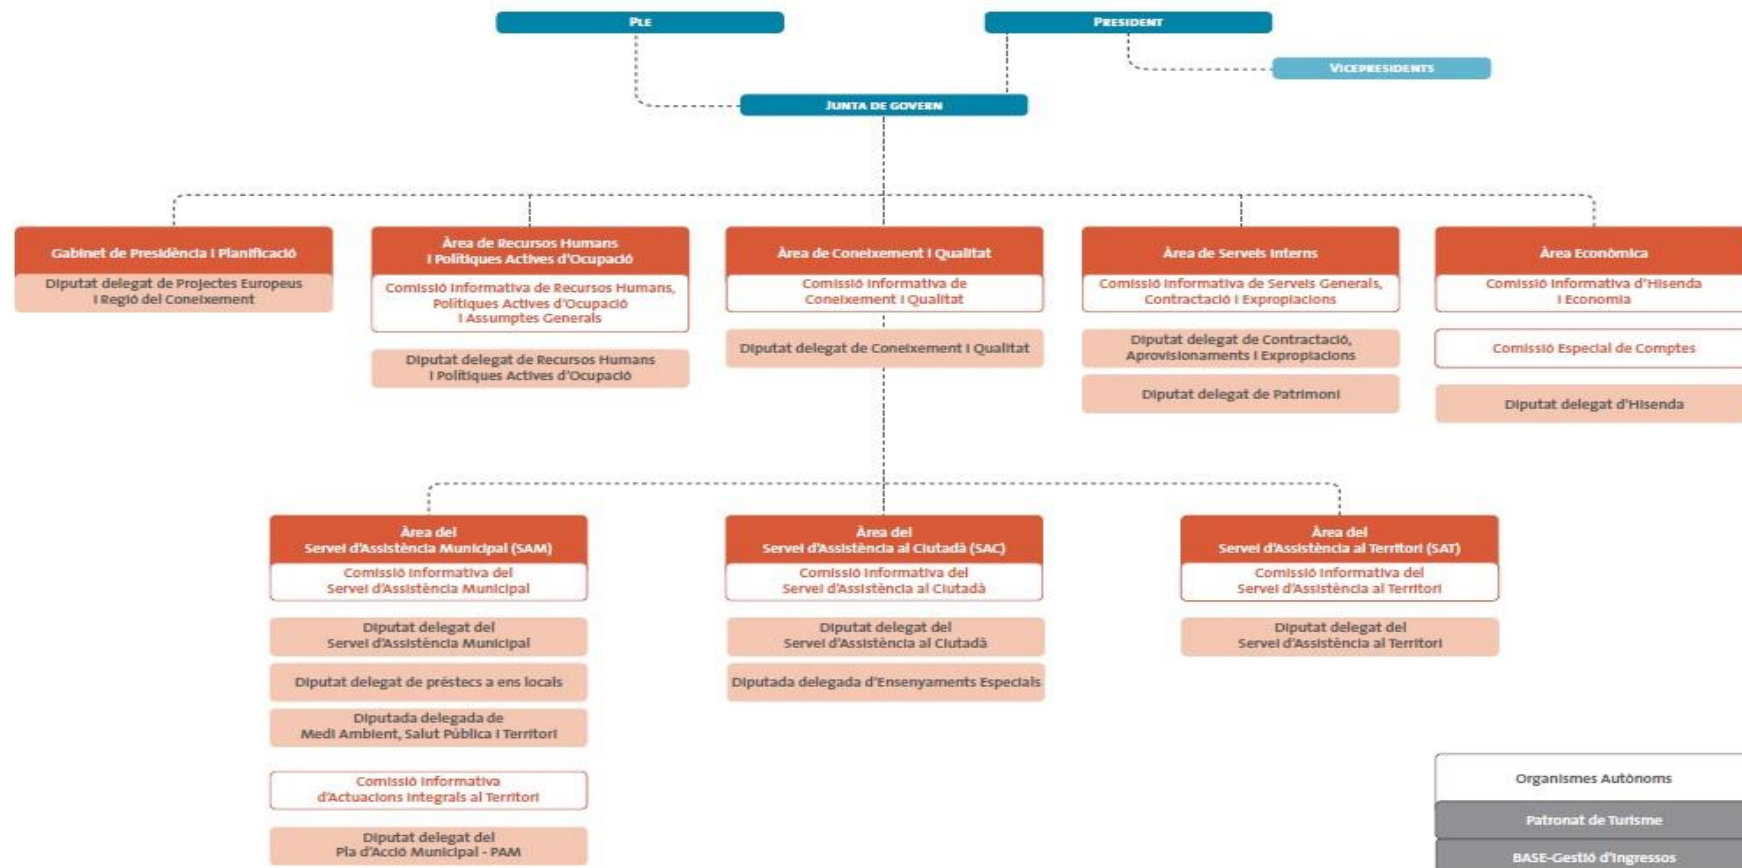 PLE
PRESIDENT
VICEPRESIDENTS
JUNTA DE GOVERN
Gabinet de Presidència i Planificació
Diputat delegat de Projectes Europeus
i Regió del Coneixement
Àrea de Recursos Humans
i Polítiques Actives d'Ocupació
Comissió Informativa de Recursos Humans,
Polítiques Actives d'Ocupació
i Assumptes Generals
Diputat delegat de Recursos Humans
i Polítiques Actives d'Ocupació
Àrea de Coneixement i Qualitat
Comissió Informativa de
Coneixement i Qualitat
Diputat delegat de Coneixement i Qualitat
Àrea de Serveis Interns
Comissió Informativa de Serveis Generals,
Contractació i Expropiacions
Diputat delegat de Contractació,
Aprovisionaments i Expropiacions
Diputat delegat de Patrimoni
Àrea Econòmica
Comissió Informativa d'Hisenda
i Economia
Comissió Especial de Comptes
Diputat delegat d'Hisenda
Àrea del
Servei d'Assistència Municipal (SAM)
Comissió Informativa del
Servei d'Assistència Municipal
Diputat delegat del
Servei d'Assistència Municipal
Diputat delegat de préstecs a ens locals
Diputada delegada de
Medi Ambient, Salut Pública i Territori
Comissió Informativa
d'Actuacions Integrals al Territori
Diputat delegat del
Pla d'Acció Municipal - PAM
Àrea del
Servei d'Assistència al Ciutadà (SAC)
Comissió Informativa del
Servei d'Assistència al Ciutadà
Diputat delegat del
Servei d'Assistència al Ciutadà
Diputada delegada d'Ensenyaments Especials
Àrea del
Servei d'Assistència al Territori (SAT)
Comissió Informativa del
Servei d'Assistència al Territori
Diputat delegat del
Servei d'Assistència al Territori
Organismes Autònoms
Patronat de Turisme
BASE-Gestió d'Ingressos